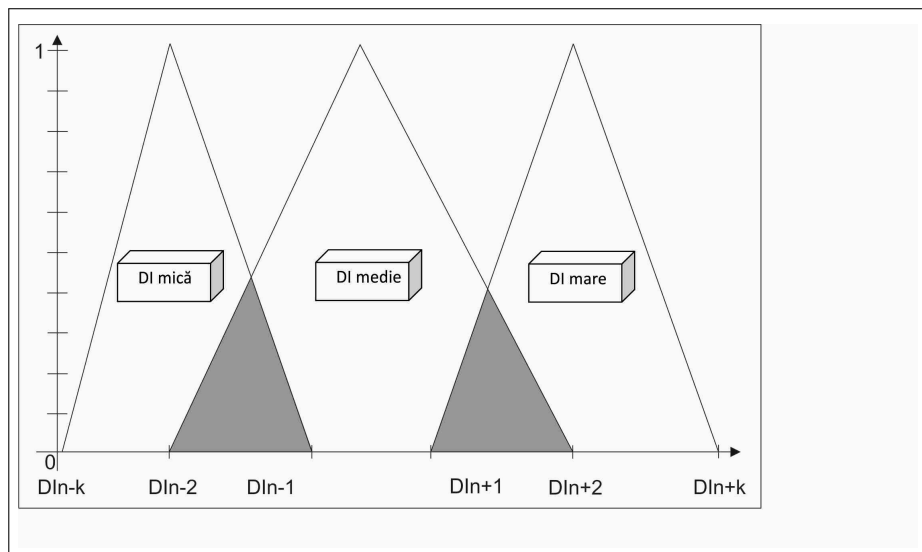 1
DI mică
DI medie
DI mare
0
DIn-k
DIn-2
DIn-1
DIn+1
DIn+2
DIn+k